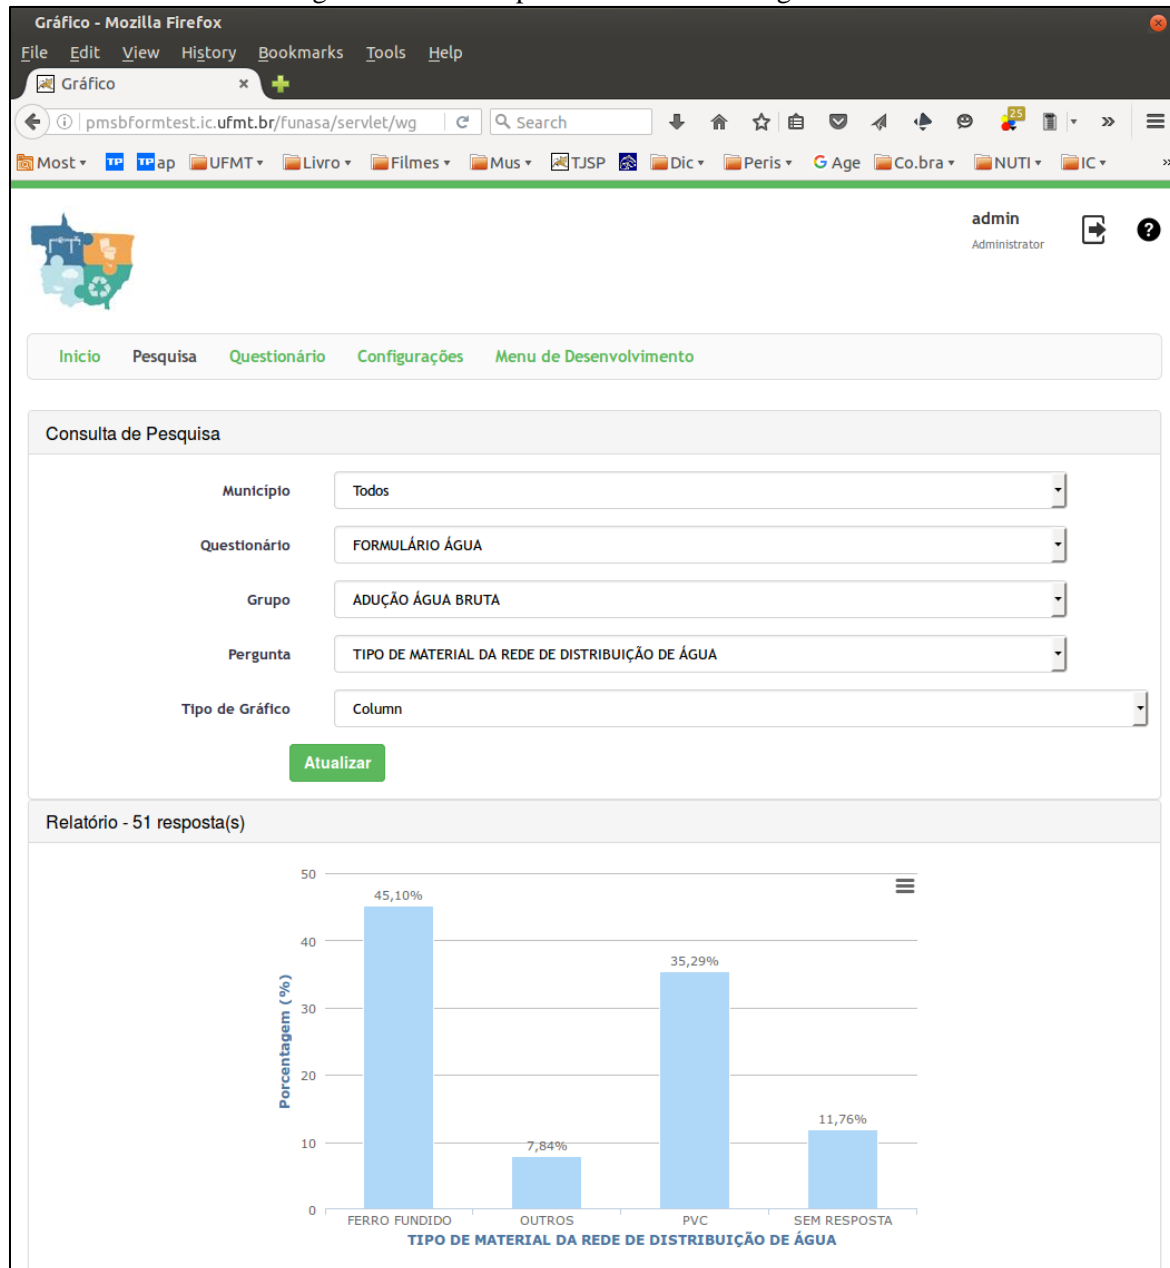 Gráfico - Mozilla Firefox
File Edit View History Bookmarks Tools Help
Gráfico
pmsbformtest.ic.ufmt.br/funasa/servlet/wg Search 25
Most TP TP ap UFMT Livro Filmes Mus TJSP Dic Peris G Age Co.bra NUTI IC »
admin
Administrator
Inicio Pesquisa Questionário Configurações Menu de Desenvolvimento
Consulta de Pesquisa
Município Todos
Questionário FORMULÁRIO ÁGUA
Grupo ADUÇÃO ÁGUA BRUTA
Pergunta TIPO DE MATERIAL DA REDE DE DISTRIBUIÇÃO DE ÁGUA
Tipo de Gráfico Column
Atualizar
Relatório - 51 resposta(s)
Porcentagem (%)
50
40
30
20
10
0
45,10%
7,84%
35,29%
11,76%
FERRO FUNDIDO OUTROS PVC SEM RESPOSTA
TIPO DE MATERIAL DA REDE DE DISTRIBUIÇÃO DE ÁGUA